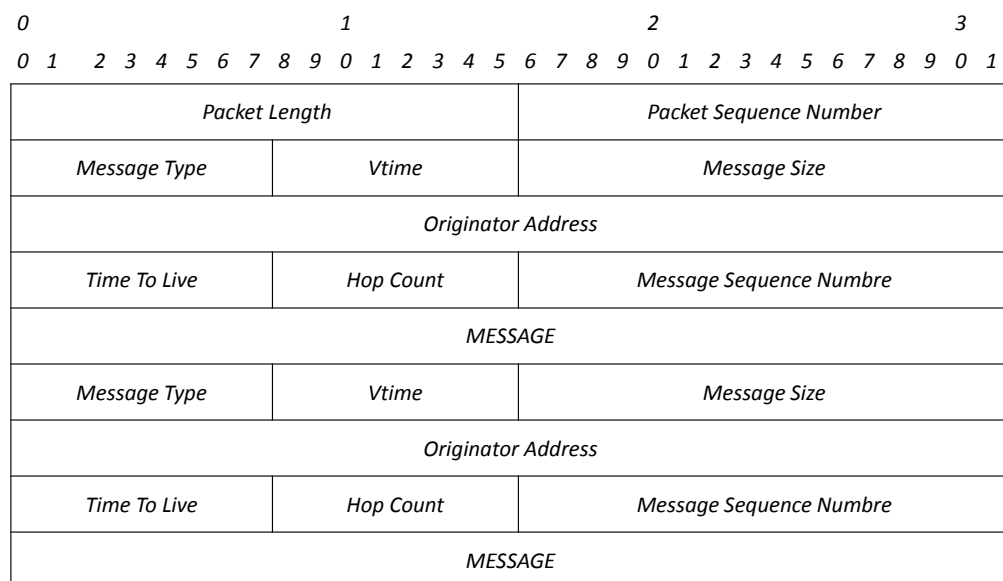 0 1 2 3
0 1 2 3 4 5 6 7 8 9 0 1 2 3 4 5 6 7 8 9 0 1 2 3 4 5 6 7 8 9 0 1
Packet Length Packet Sequence Number
Message Type Vtime Message Size
Originator Address
Time To Live Hop Count Message Sequence Numbre
MESSAGE
Message Type Vtime Message Size
Originator Address
Time To Live Hop Count Message Sequence Numbre
MESSAGE